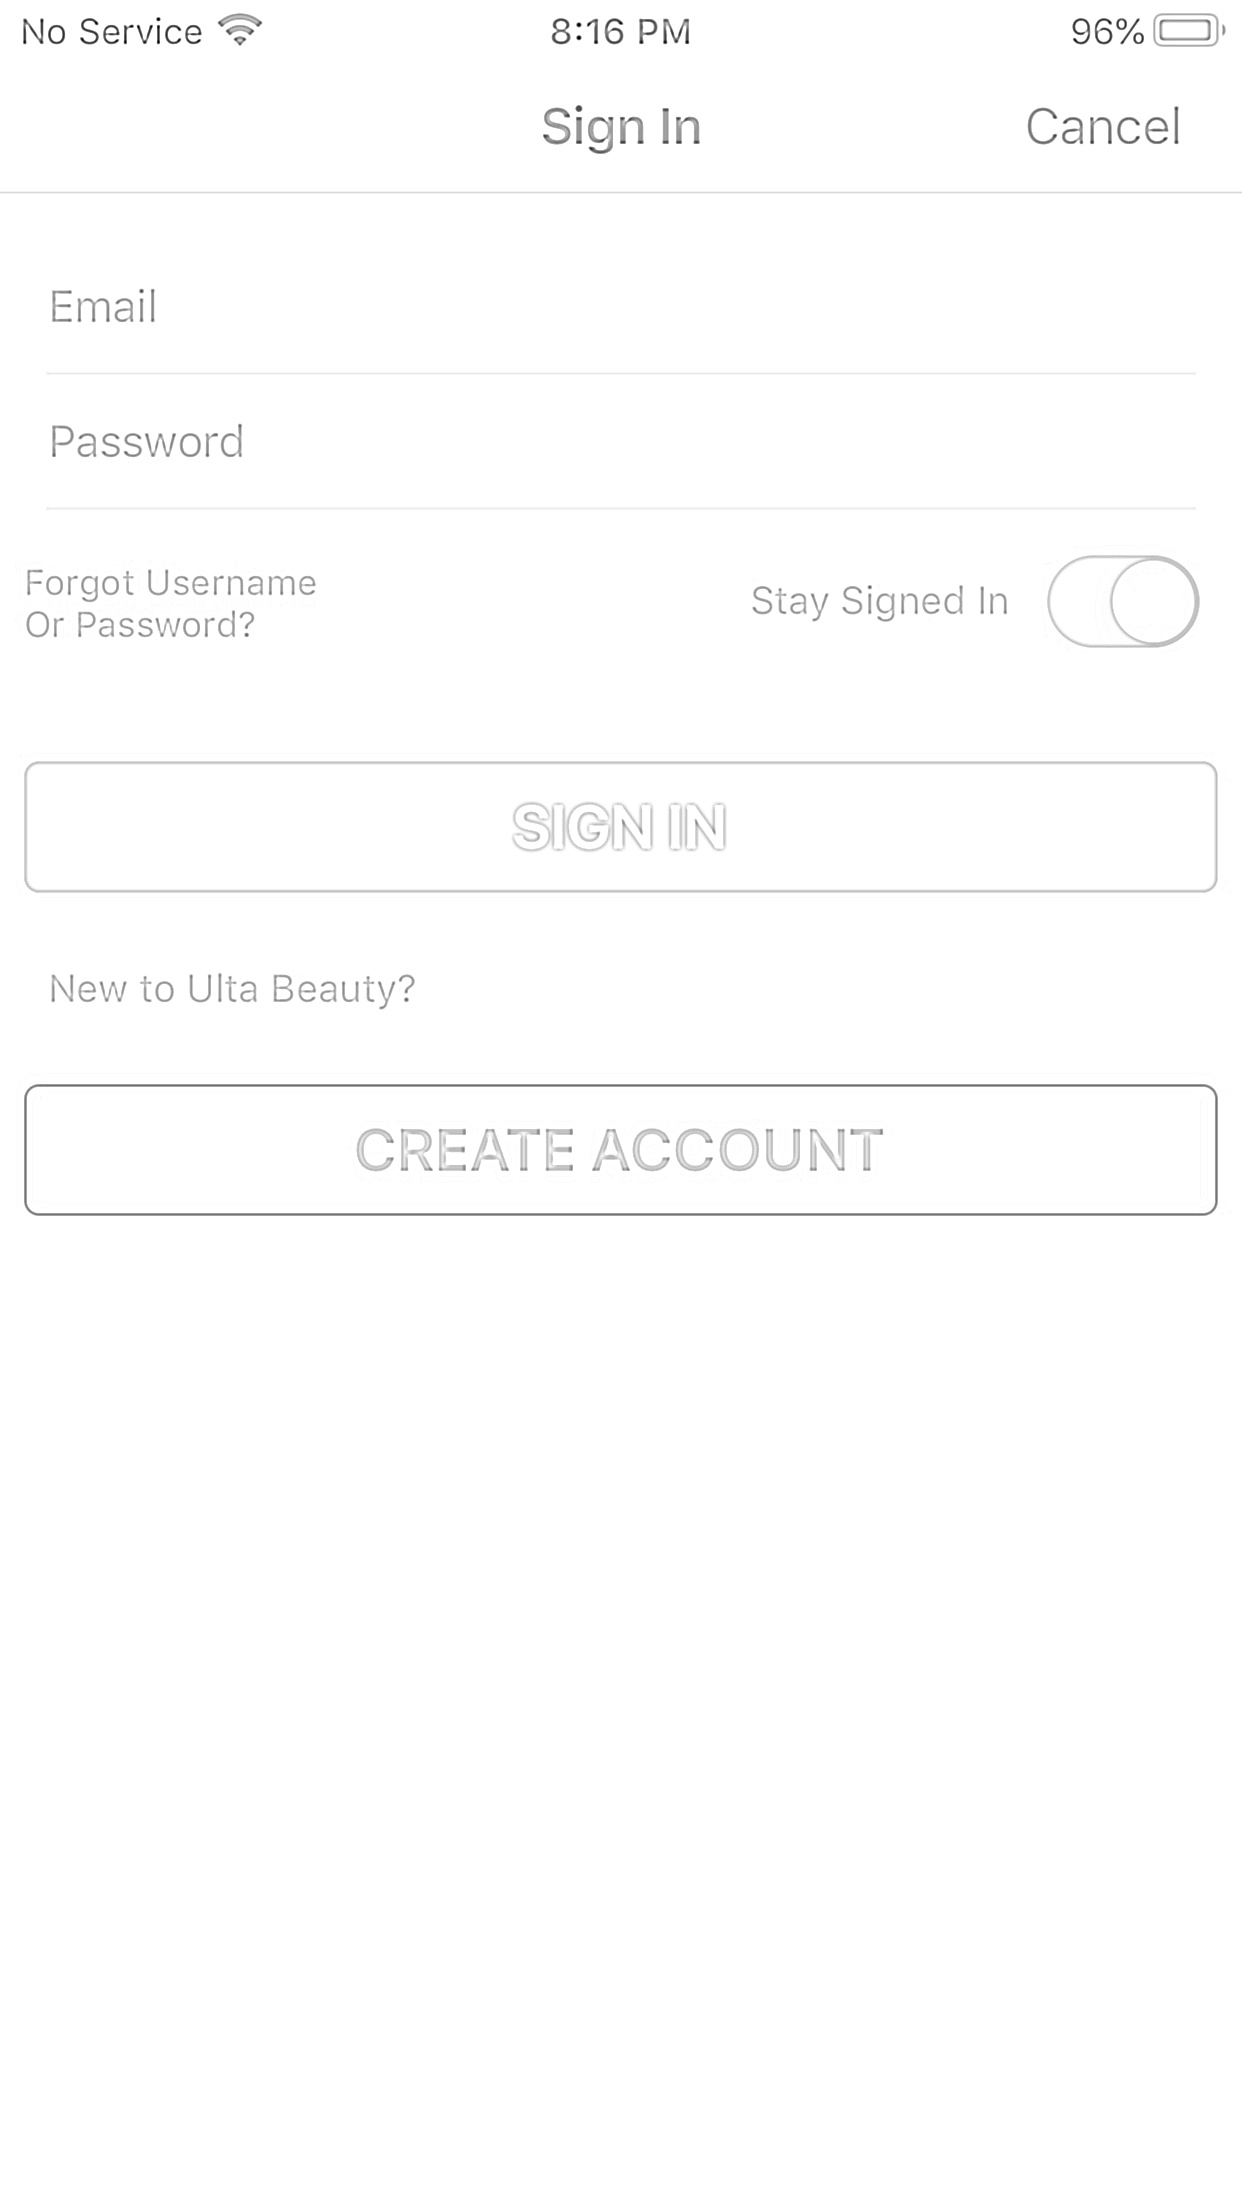 No Service 8:16 PM 96%
Sign In Cancel
Email
Password
Forgot Username
Or Password?
Stay Signed In
SIGN IN
New to Ulta Beauty?
CREATE ACCOUNT